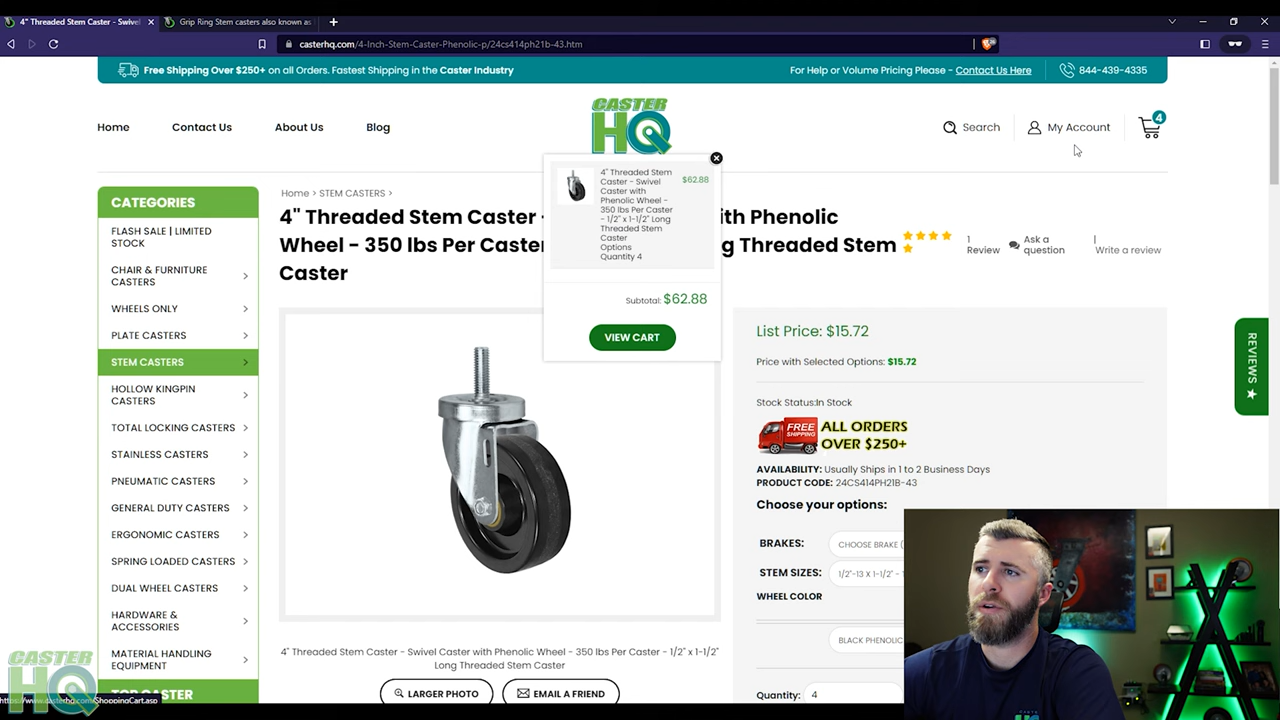 4" Threaded Stem Caster - Swive
Grip Ring Stem casters also known as
casterhq.com/4-Inch-Stem-Caster-Phenolic-p/24cs414ph21b-43.htm
Free Shipping Over $250+ on all Orders. Fastest Shipping in the Caster Industry
For Help or Volume Pricing Please - Contact Us Here
844-439-4335
Home
Contact Us
About Us
Blog
CASTER
HQ
Search
My Account
4
CATEGORIES
FLASH SALE | LIMITED
STOCK
CHAIR & FURNITURE
CASTERS
WHEELS ONLY
PLATE CASTERS
STEM CASTERS
HOLLOW KINGPIN
CASTERS
TOTAL LOCKING CASTERS
STAINLESS CASTERS
PNEUMATIC CASTERS
GENERAL DUTY CASTERS
ERGONOMIC CASTERS
SPRING LOADED CASTERS
DUAL WHEEL CASTERS
HARDWARE &
ACCESSORIES
MATERIAL HANDLING
EQUIPMENT
TOP CASTER
CASTER
HQ
https://www.casterhq.com/ShoppingCart.asp
Home > STEM CASTERS >
4" Threaded Stem Caster - with Phenolic
Wheel - 350 lbs Per Caster g Threaded Stem
Caster
4" Threaded Stem
Caster - Swivel
Caster with
Phenolic Wheel -
350 lbs Per Caster
- 1/2" x 1-1/2" Long
Threaded Stem
Caster
Options
Quantity 4
$62.88
Subtotal: $62.88
VIEW CART
1
Review
Ask a
question
|
Write a review
List Price: $15.72
Price with Selected Options: $15.72
Stock Status:In Stock
FREE
SHIPPING
ALL ORDERS
OVER $250+
AVAILABILITY: Usually Ships in 1 to 2 Business Days
PRODUCT CODE: 24CS414PH21B-43
Choose your options:
BRAKES:
CHOOSE BRAKE (
STEM SIZES:
1/2"-13 X 1-1/2" - 1
WHEEL COLOR
BLACK PHENOLIC
Quantity: 4
4" Threaded Stem Caster - Swivel Caster with Phenolic Wheel - 350 lbs Per Caster - 1/2" x 1-1/2"
Long Threaded Stem Caster
LARGER PHOTO
EMAIL A FRIEND
REVIEWS